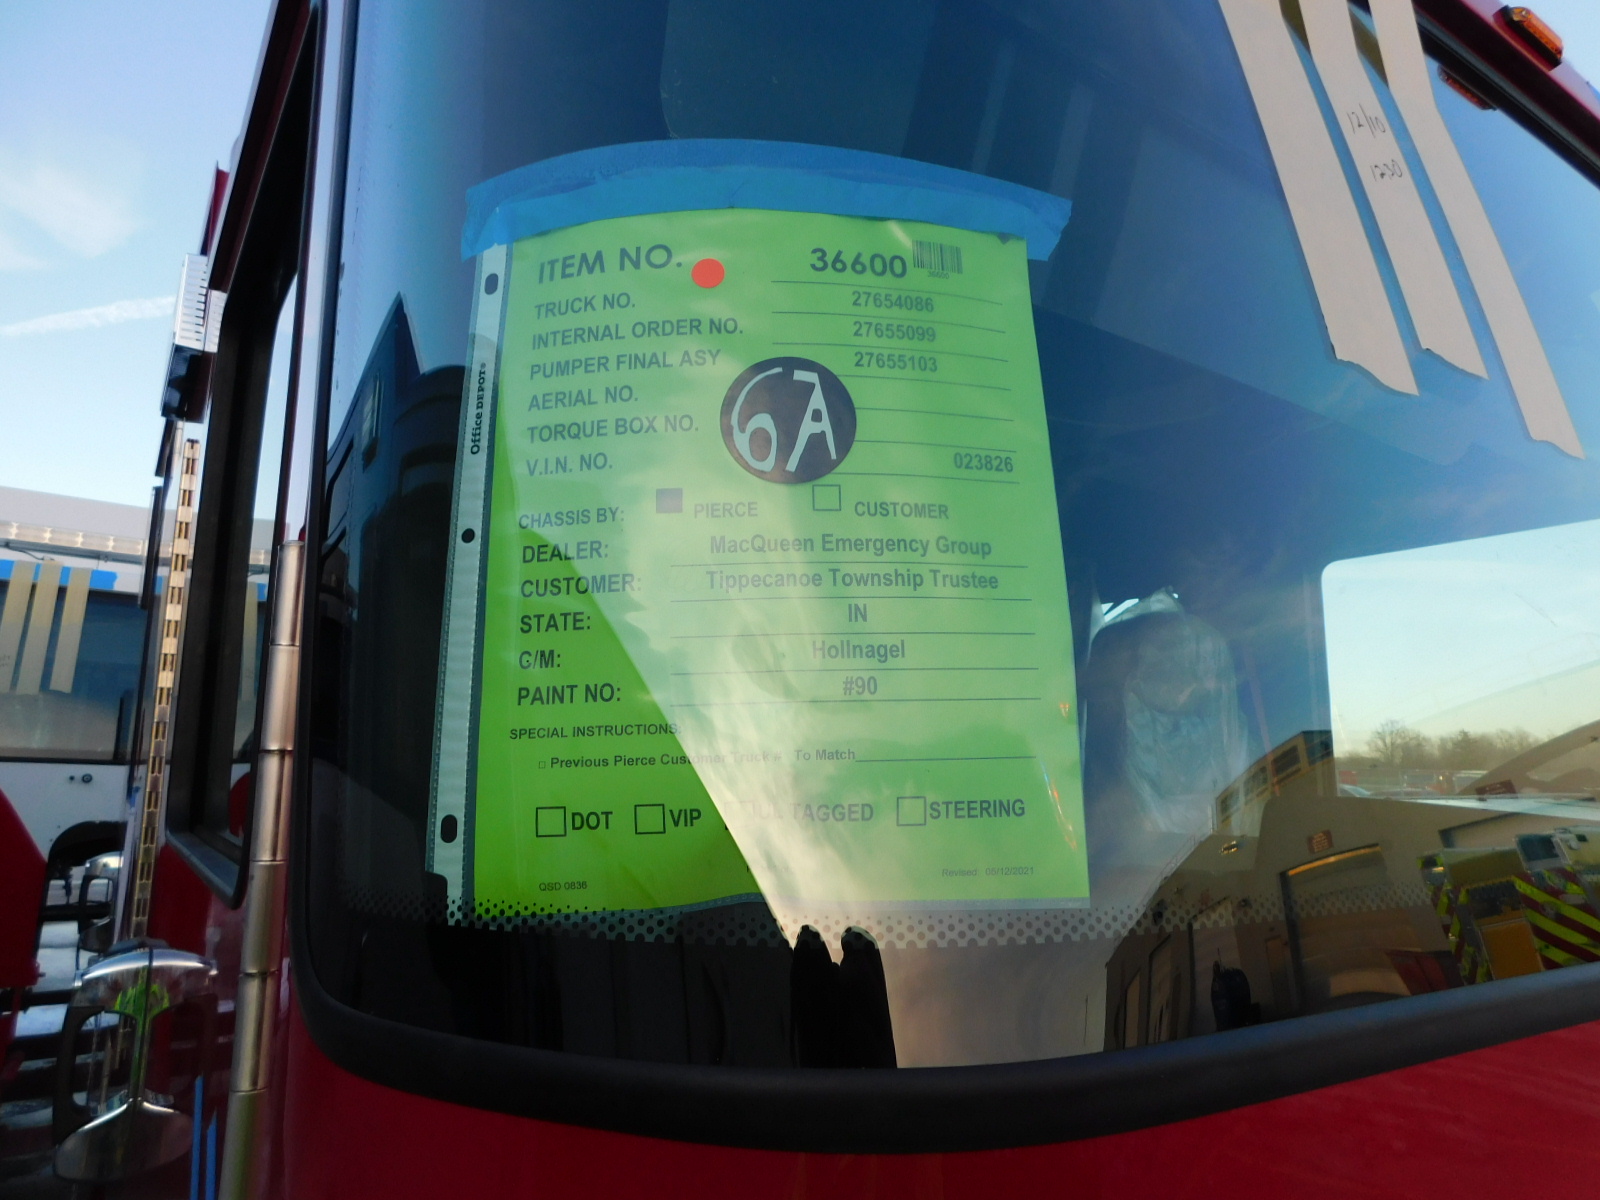 12/10
1230
ITEM NO. 36600
36600
TRUCK NO. 27654086
INTERNAL ORDER NO. 27655099
PUMPER FINAL ASY 27655103
AERIAL NO.
TORQUE BOX NO.
6A
V.I.N. NO. 023826
CHASSIS BY: PIERCE CUSTOMER
DEALER: MacQueen Emergency Group
CUSTOMER: Tippecanoe Township Trustee
STATE: IN
C/M: Hollnagel
PAINT NO: #90
SPECIAL INSTRUCTIONS:
Previous Pierce Customer Truck # To Match
DOT VIP TAGGED STEERING
QSD 0836 Revised 05/12/2021
Office DEPOT